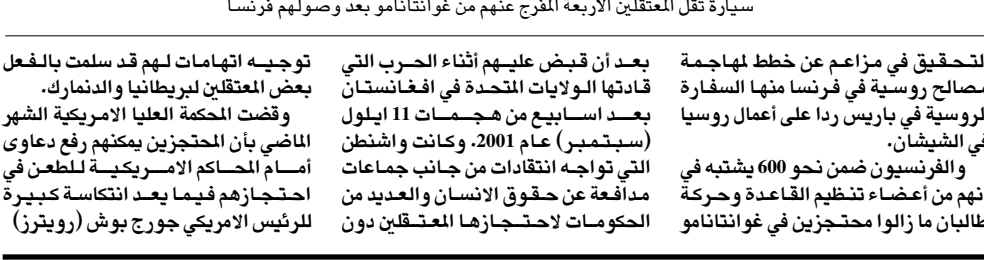 سيارة تقل المعتقلين الأربعة المفرج عنهم من غوانتانامو بعد وصولهم فرنسا
التحقيق في مزاعم عن خطط لمهاجمة
مصالح روسية في فرنسا منها السفارة
الروسية في باريس ردا على أعمال روسيا
في الشيشان.
والفرنسيون ضمن نحو 600 يشتبه في
انهم من أعضاء تنظيم القاعدة وحركة
طالبان ما زالوا محتجزين في غوانتانامو
بعد أن قبض عليهم أثناء الحرب التي
قادتها الولايات المتحدة في افغانستان
بعد اسابيع من هجمات 11 ايلول
(سبتمبر) عام 2001. وكانت واشنطن
التي تواجه انتقادات من جانب جماعات
مدافعة عن حقوق الانسان والعديد من
الحكومات لاحتجازها المعتقلين دون
توجيه اتهامات لهم قد سلمت بالفعل
بعض المعتقلين لبريطانيا والدنمارك.
وقضت المحكمة العليا الامريكية الشهر
الماضي بأن المحتجزين يمكنهم رفع دعاوى
أمام المحاكم الامريكية للطعن في
احتجازهم فيما يعد انتكاسة كبيرة
للرئيس الامريكي جورج بوش (رويترز)